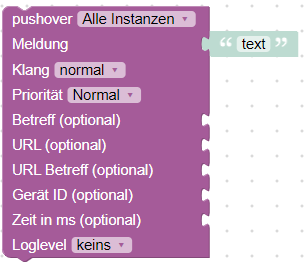 pushover Alle Instanzen
Meldung “ text ”
Klang normal
Priorität Normal
Betreff (optional)
URL (optional)
URL Betreff (optional)
Gerät ID (optional)
Zeit in ms (optional)
Loglevel keins